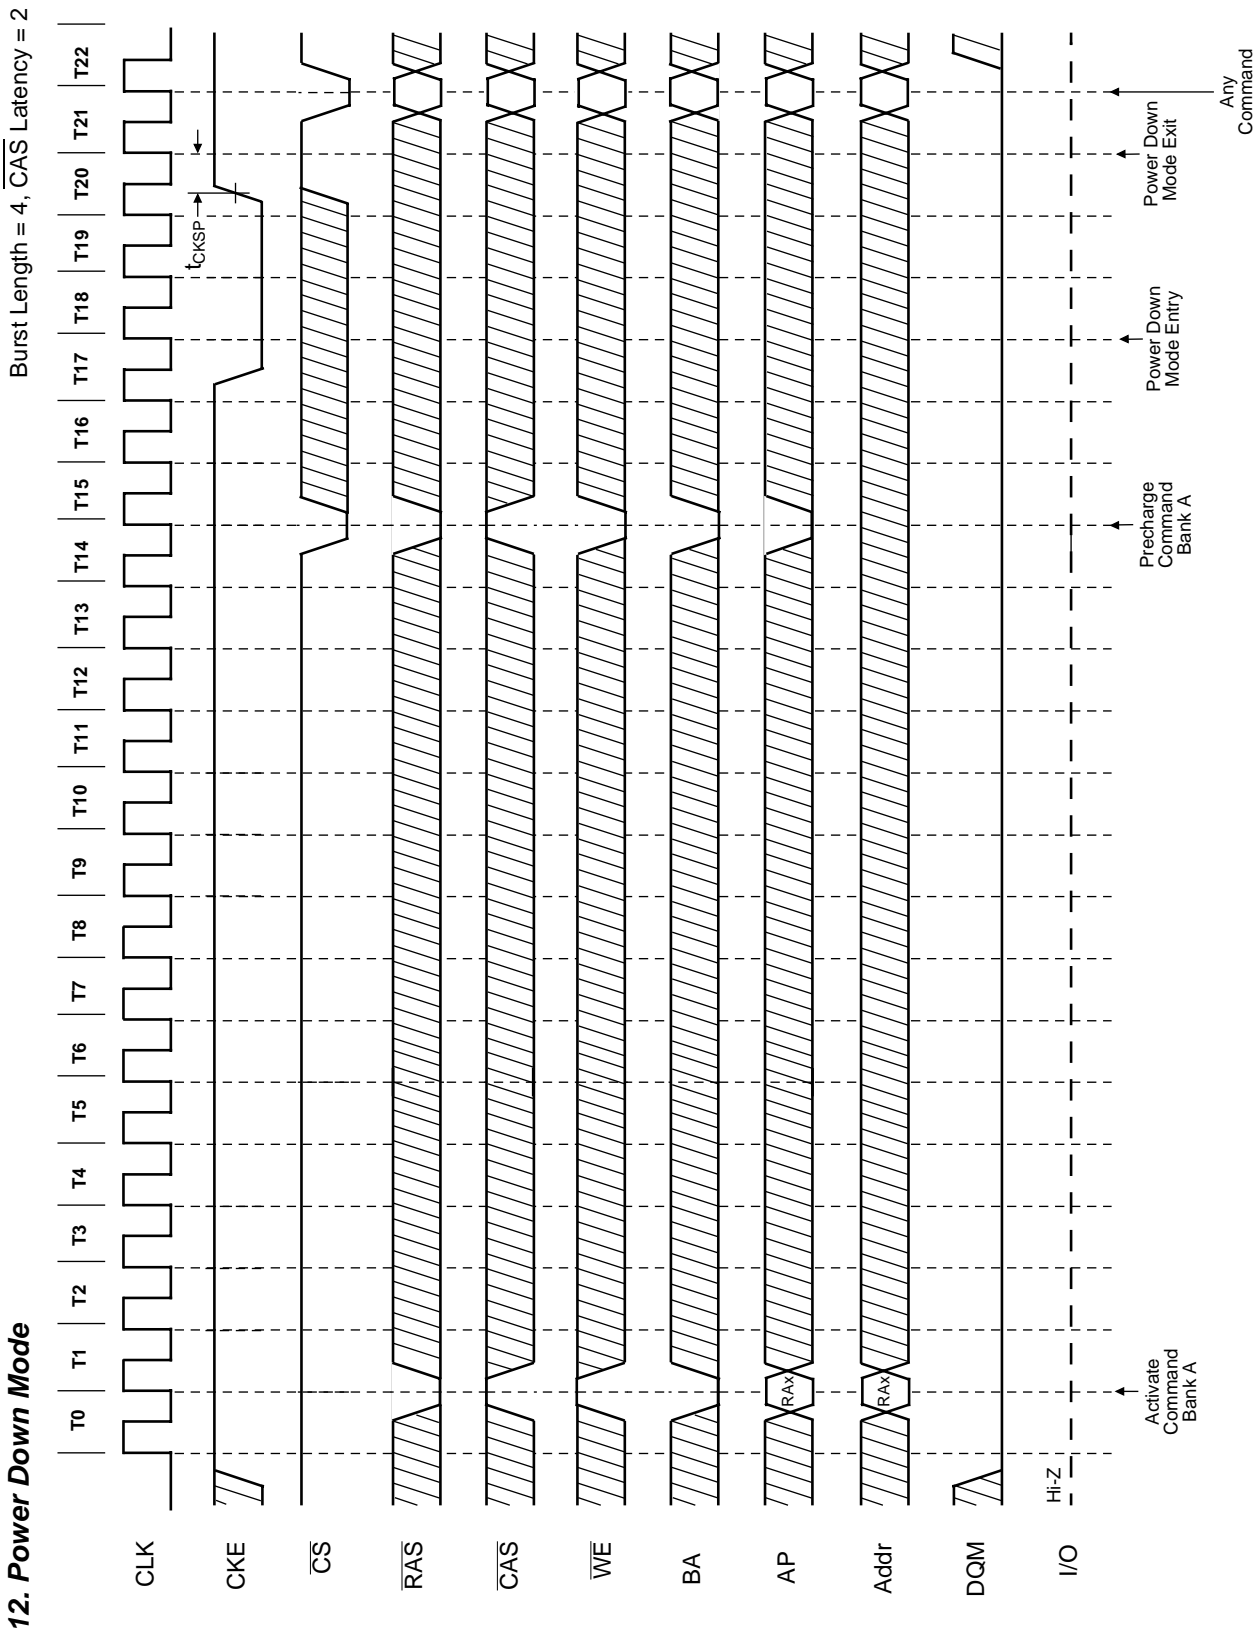 12. Power Down Mode
Burst Length = 4, CAS Latency = 2
T0 T1 T2 T3 T4 T5 T6 T7 T8 T9 T10 T11 T12 T13 T14 T15 T16 T17 T18 T19 T20 T21 T22
CLK
CKE
tCKSP
CS
RAS
CAS
WE
BA
AP
RAx
Addr
RAx
DQM
I/O
Hi-Z
Activate
Command
Bank A
Precharge
Command
Bank A
Power Down
Mode Entry
Power Down
Mode Exit
Any
Command